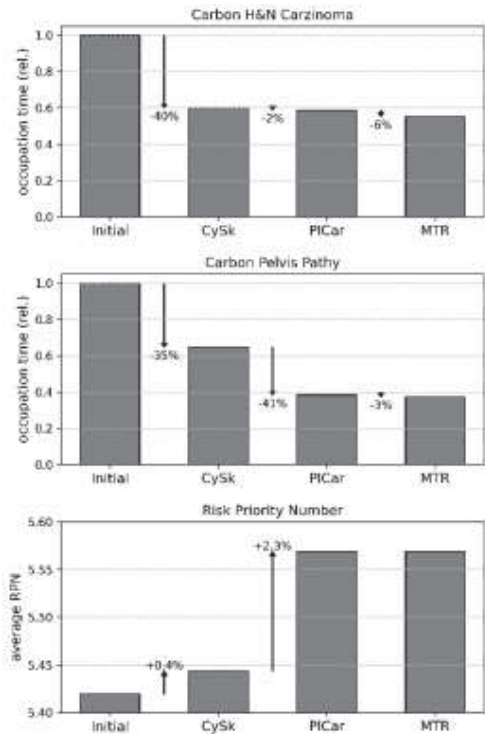 Carbon H&N Carzinoma
occupation time (rel.)
1.0
0.8
0.6
0.4
0.2
0.0
-40%
-2%
-6%
Initial
CySk
PICar
MTR
Carbon Pelvis Pathy
occupation time (rel.)
1.0
0.8
0.6
0.4
0.2
0.0
-35%
-41%
-3%
Initial
CySk
PICar
MTR
Risk Priority Number
average RPN
5.60
5.55
5.50
5.45
5.40
+0.4%
+2.3%
Initial
CySk
PICar
MTR